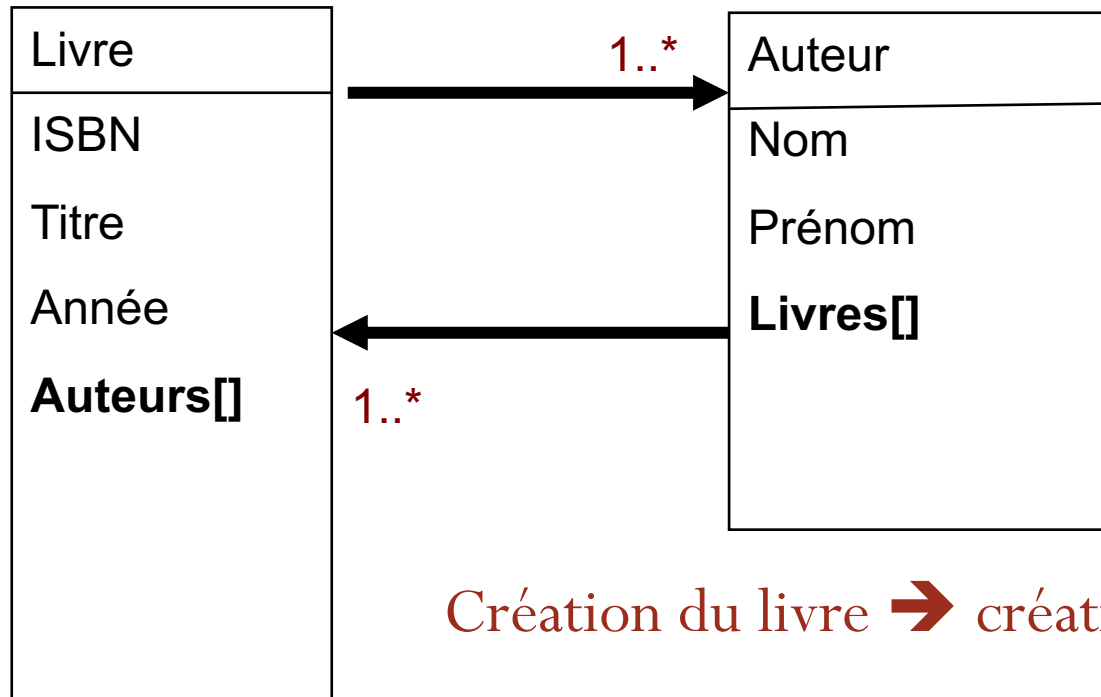 Livre
ISBN
Titre
Année
Auteurs[]
1..*
1..*
Auteur
Nom
Prénom
Livres[]
Création du livre ➔